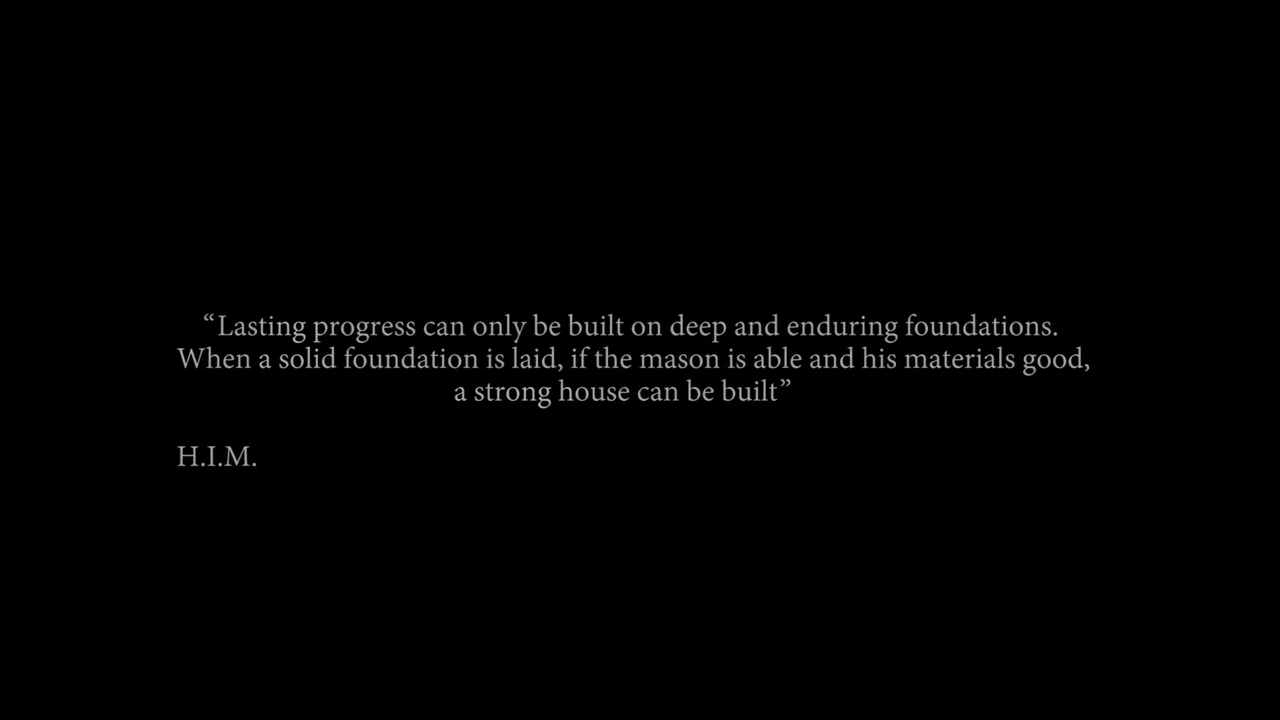 “Lasting progress can only be built on deep and enduring foundations.
When a solid foundation is laid, if the mason is able and his materials good,
a strong house can be built”
H.I.M.